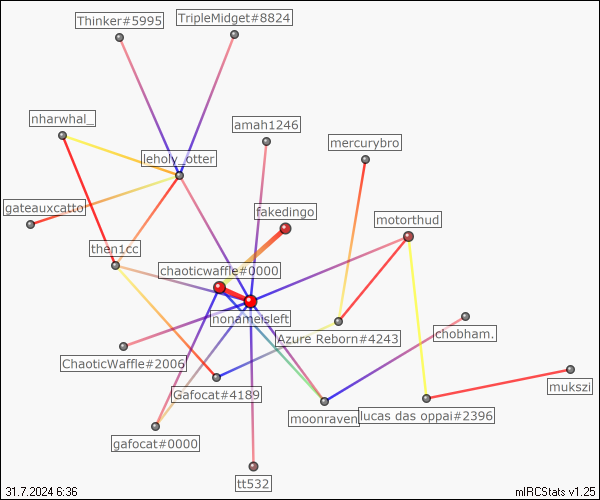 Thinker#5995
TripleMidget#8824
nharwhal_
amah1246
mercurybro
leholy_otter
gateauxcatto
fakedingo
motorthud
then1cc
chaoticwaffle#0000
nonameisleft
Azure Reborn#4243
chobham.
ChaoticWaffle#2006
Gafocat#4189
mukszi
moonraven
lucas das oppai#2396
gafocat#0000
tt532
31.7.2024 6:36
mIRCStats v1.25